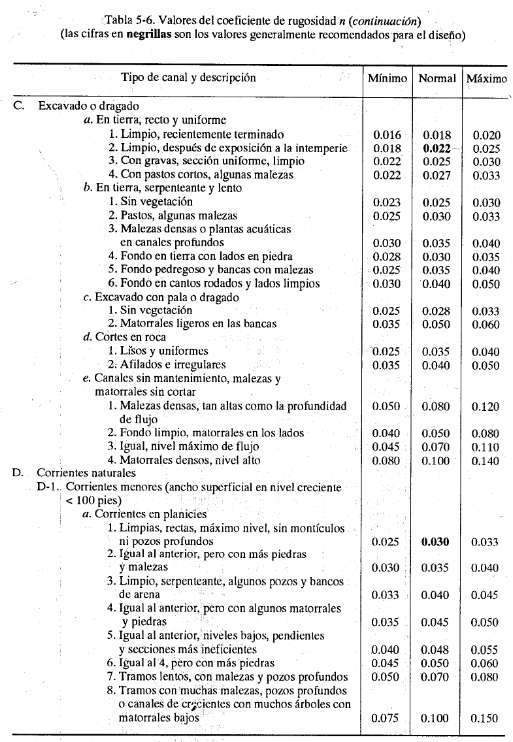 Tabla 5-6. Valores del coeficiente de rugosidad n (continuación)
(las cifras en negrillas son los valores generalmente recomendados para el diseño)
Tipo de canal y descripción Mínimo Normal Máximo
C. Excavado o dragado
a. En tierra, recto y uniforme
1. Limpio, recientemente terminado 0.016 0.018 0.020
2. Limpio, después de exposición a la intemperie 0.018 0.022 0.025
3. Con gravas, sección uniforme, limpio 0.022 0.025 0.030
4. Con pastos cortos, algunas malezas 0.022 0.027 0.033
b. En tierra, serpenteante y lento
1. Sin vegetación 0.023 0.025 0.030
2. Pastos, algunas malezas 0.025 0.030 0.033
3. Malezas densas o plantas acuáticas
en canales profundos 0.030 0.035 0.040
4. Fondo en tierra con lados en piedra 0.028 0.030 0.035
5. Fondo pedregoso y bancas con malezas 0.025 0.035 0.040
6. Fondo en cantos rodados y lados limpios 0.030 0.040 0.050
c. Excavado con pala o dragado
1. Sin vegetación 0.025 0.028 0.033
2. Matorrales ligeros en las bancas 0.035 0.050 0.060
d. Cortes en roca
1. Lisos y uniformes 0.025 0.035 0.040
2. Afilados e irregulares 0.035 0.040 0.050
e. Canales sin mantenimiento, malezas y
matorrales sin cortar
1. Malezas densas, tan altas como la profundidad
de flujo 0.050 0.080 0.120
2. Fondo limpio, matorrales en los lados 0.040 0.050 0.080
3. Igual, nivel máximo de flujo 0.045 0.070 0.110
4. Matorrales densos, nivel alto 0.080 0.100 0.140
D. Corrientes naturales
D-1. Corrientes menores (ancho superficial en nivel creciente
< 100 pies)
a. Corrientes en planicies
1. Limpias, rectas, máximo nivel, sin montículos
ni pozos profundos 0.025 0.030 0.033
2. Igual al anterior, pero con más piedras
y malezas 0.030 0.035 0.040
3. Limpio, serpenteante, algunos pozos y bancos
de arena 0.033 0.040 0.045
4. Igual al anterior, pero con algunos matorrales
y piedras 0.035 0.045 0.050
5. Igual al anterior, niveles bajos, pendientes
y secciones más ineficientes 0.040 0.048 0.055
6. Igual al 4, pero con más piedras 0.045 0.050 0.060
7. Tramos lentos, con malezas y pozos profundos 0.050 0.070 0.080
8. Tramos con muchas malezas, pozos profundos
o canales de crecientes con muchos árboles con
matorrales bajos 0.075 0.100 0.150